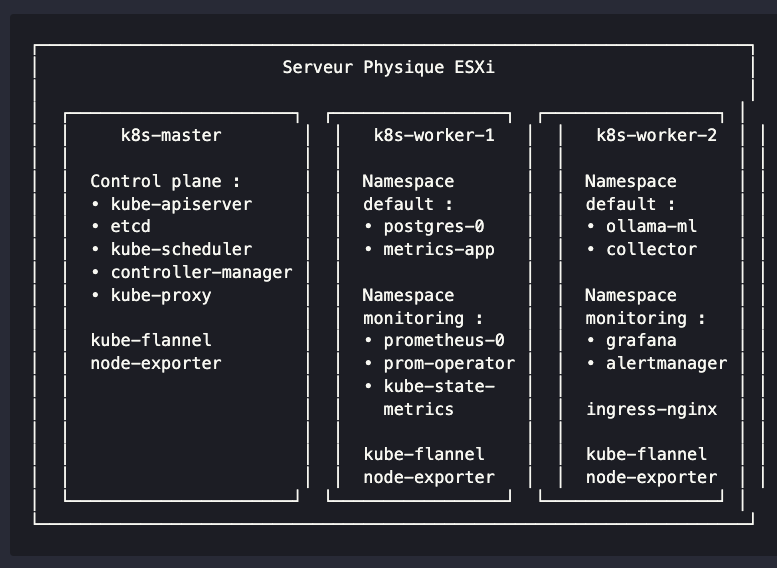 Serveur Physique ESXi
k8s-master
Control plane :
• kube-apiserver
• etcd
• kube-scheduler
• controller-manager
• kube-proxy
kube-flannel
node-exporter
k8s-worker-1
Namespace
default :
• postgres-0
• metrics-app
Namespace
monitoring :
• prometheus-0
• prom-operator
• kube-state-
metrics
kube-flannel
node-exporter
k8s-worker-2
Namespace
default :
• ollama-ml
• collector
Namespace
monitoring :
• grafana
• alertmanager
ingress-nginx
kube-flannel
node-exporter